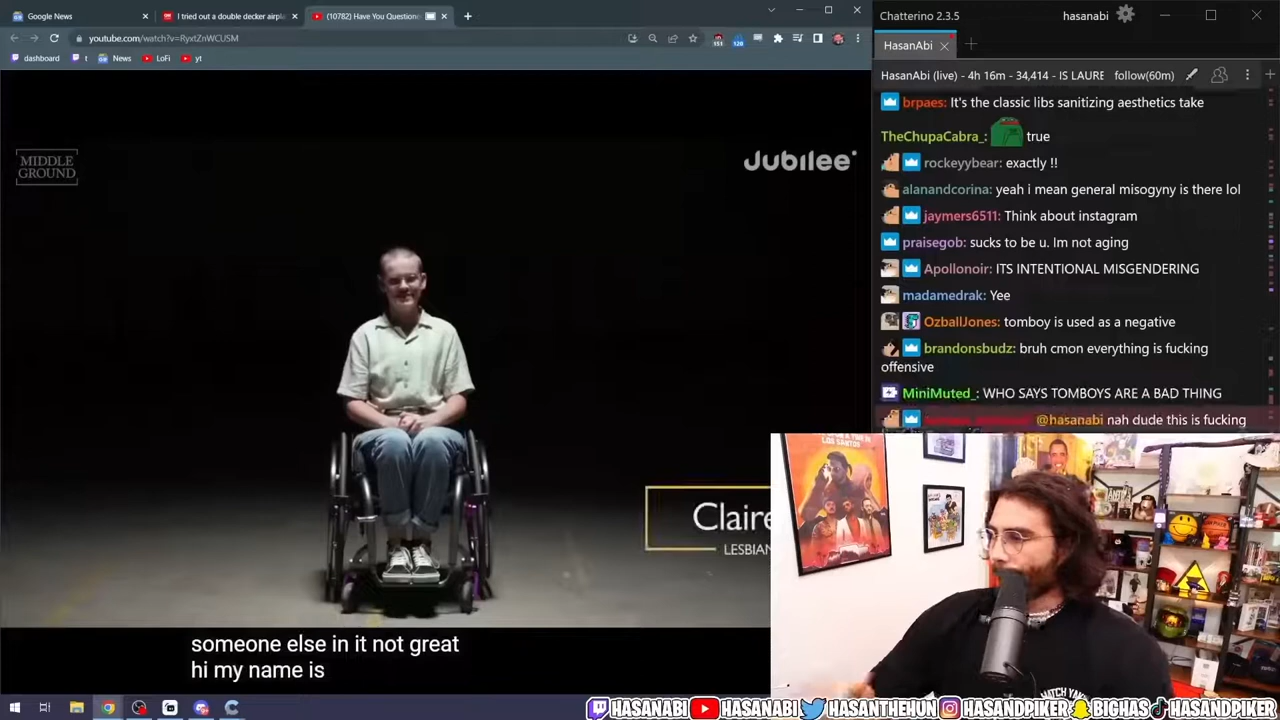 Google News
I tried out a double decker airpla
(10782) Have You Question
youtube.com/watch?v=RyxtZnWCUSM
151
120
dashboard
t
News
LoFi
yt
MIDDLE
GROUND
Jubilee
Claire
LESBIAN
someone else in it not great
hi my name is
Chatterino 2.3.5
hasanabi
HasanAbi
HasanAbi (live) - 4h 16m - 34,414 - IS LAURE
follow(60m)
brpaes: It's the classic libs sanitizing aesthetics take
TheChupaCabra_: true
rockeyybear: exactly !!
alanandcorina: yeah i mean general misogyny is there lol
jaymers6511: Think about instagram
praisegob: sucks to be u. Im not aging
Apollonoir: ITS INTENTIONAL MISGENDERING
madamedrak: Yee
OzballJones: tomboy is used as a negative
brandonsbudz: bruh cmon everything is fucking
offensive
MiniMuted_: WHO SAYS TOMBOYS ARE A BAD THING
@hasanabi nah dude this is fucking
LOS SANTOS
HASANABI
HASANABI
HASANTHEHUN
HASANDPIKER
BIGHAS
HASANDPIKER